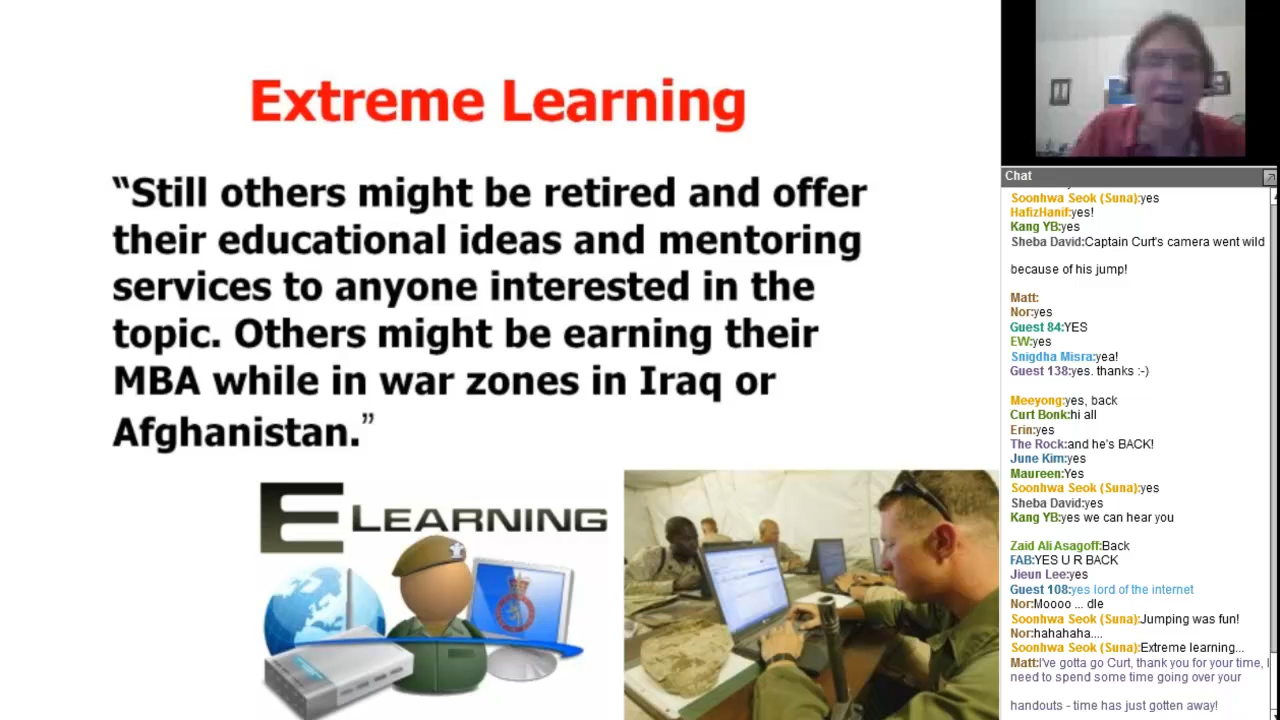 Extreme Learning
“Still others might be retired and offer
their educational ideas and mentoring
services to anyone interested in the
topic. Others might be earning their
MBA while in war zones in Iraq or
Afghanistan.”
E LEARNING
Chat
Soonhwa Seok (Suna):yes
HafizHanif:yes!
Kang YB:yes
Sheba David:Captain Curt's camera went wild
because of his jump!
Matt:
Nor:yes
Guest 84:YES
EW:yes
Snigdha Misra:yea!
Guest 138:yes. thanks :-)
Meeyong:yes, back
Curt Bonk:hi all
Erin:yes
The Rock:and he's BACK!
June Kim:yes
Maureen:Yes
Soonhwa Seok (Suna):yes
Sheba David:yes
Kang YB:yes we can hear you
Zaid Ali Asagoff:Back
FAB:YES U R BACK
Jieun Lee:yes
Guest 108:yes lord of the internet
Nor:Moooo ... dle
Soonhwa Seok (Suna):Jumping was fun!
Nor:hahahaha....
Soonhwa Seok (Suna):Extreme learning...
Matt:I've gotta go Curt, thank you for your time, I
need to spend some time going over your
handouts - time has just gotten away!